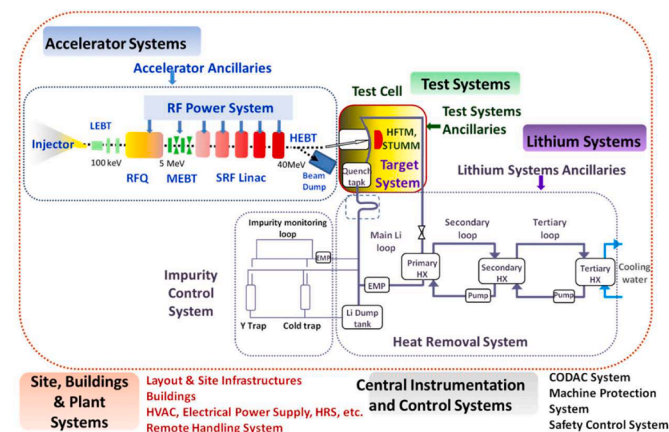 Accelerator Systems
Accelerator Ancillaries
RF Power System
LEBT
Injector
100 keV
5 MeV
40MeV
HEBT
RFQ
MEBT
SRF Linac
Beam
Dump
Test Cell
HFTM,
STUMM
Target
System
Quench
tank
Test Systems
Test Systems
Ancillaries
Lithium Systems
Lithium Systems Ancillaries
Impurity monitoring
loop
EMP
Impurity
Control
System
Y Trap
Cold trap
Main Li
loop
Secondary
loop
Tertiary
loop
Primary
HX
Secondary
HX
Tertiary
HX
Cooling
water
EMP
Pump
Pump
Li Dump
tank
Heat Removal System
Site, Buildings
& Plant
Systems
Layout & Site Infrastructures
Buildings
HVAC, Electrical Power Supply, HRS, etc.
Remote Handling System
Central Instrumentation
and Control Systems
CODAC System
Machine Protection
System
Safety Control System